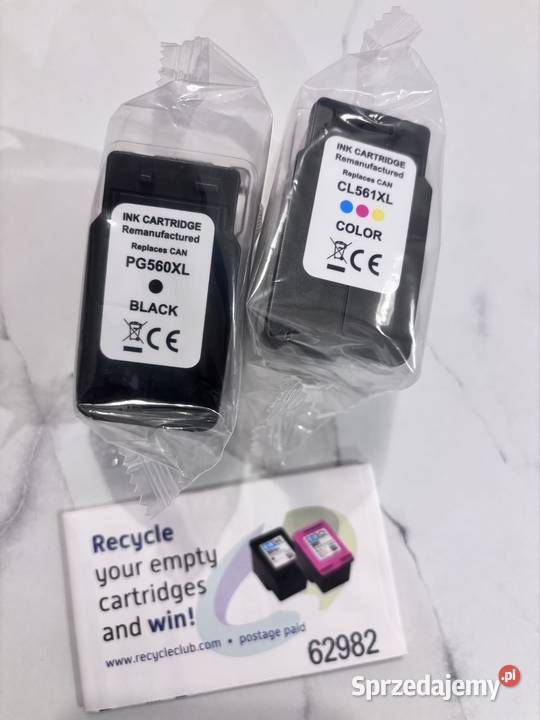 INK CARTRIDGE
Remanufactured
Replaces CAN
PG560XL
BLACK
CE
INK CARTRIDGE
Remanufactured
Replaces CAN
CL561XL
COLOR
CE
Recycle
your empty
cartridges
and win!
www.recycleclub.com • postage paid
62982
Sprzedajemy.pl